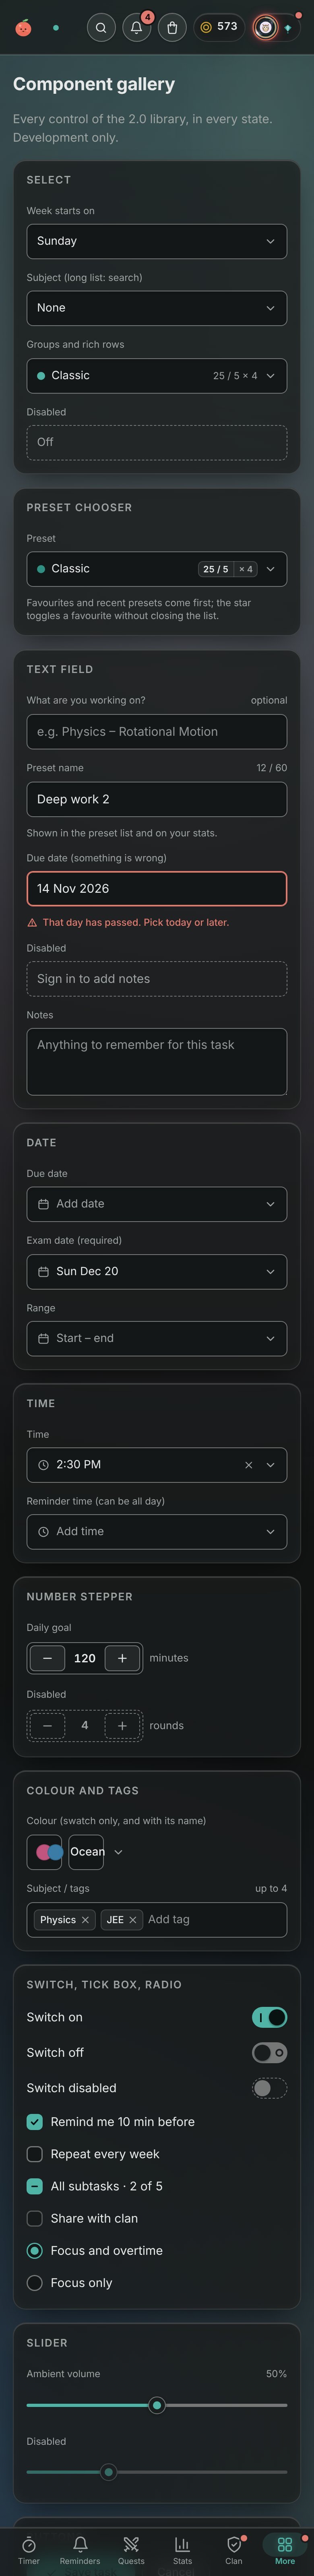 4
573
Component gallery
Every control of the 2.0 library, in every state.
Development only.
SELECT
Week starts on
Sunday
Subject (long list: search)
None
Groups and rich rows
Classic 25 / 5 × 4
Disabled
Off
PRESET CHOOSER
Preset
Classic 25 / 5 × 4
Favourites and recent presets come first; the star
toggles a favourite without closing the list.
TEXT FIELD
What are you working on? optional
e.g. Physics – Rotational Motion
Preset name 12 / 60
Deep work 2
Shown in the preset list and on your stats.
Due date (something is wrong)
14 Nov 2026
That day has passed. Pick today or later.
Disabled
Sign in to add notes
Notes
Anything to remember for this task
DATE
Due date
Add date
Exam date (required)
Sun Dec 20
Range
Start – end
TIME
Time
2:30 PM
Reminder time (can be all day)
Add time
NUMBER STEPPER
Daily goal
120 minutes
Disabled
4 rounds
COLOUR AND TAGS
Colour (swatch only, and with its name)
Ocean
Subject / tags up to 4
Physics JEE Add tag
SWITCH, TICK BOX, RADIO
Switch on
Switch off
Switch disabled
Remind me 10 min before
Repeat every week
All subtasks · 2 of 5
Share with clan
Focus and overtime
Focus only
SLIDER
Ambient volume 50%
Disabled
Timer Reminders Quests Stats Clan More